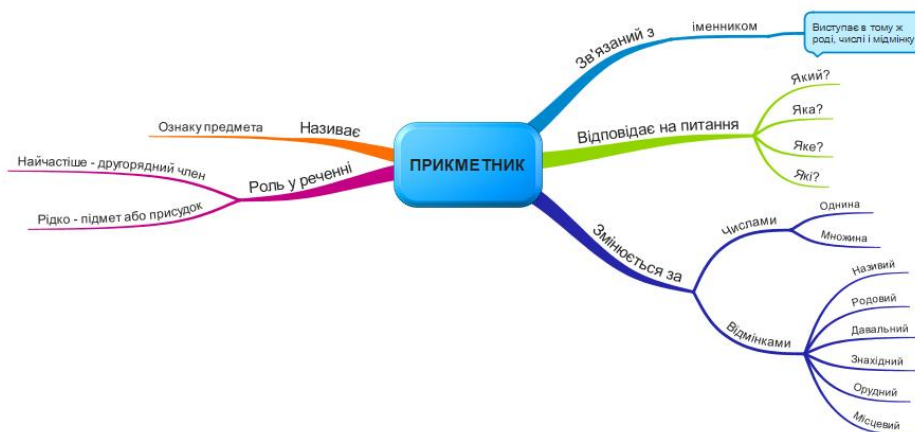 ПРИКМЕТНИК
Зв'язаний з
іменником
Виступає в тому ж
роді, числі і мідмінку
Відповідає на питання
Який?
Яка?
Яке?
Які?
Змінюється за
Числами
Однина
Множина
Відмінками
Називий
Родовий
Давальний
Знахідний
Орудний
Місцевий
Називає
Ознаку предмета
Роль у реченні
Найчастіше - другорядний член
Рідко - підмет або присудок